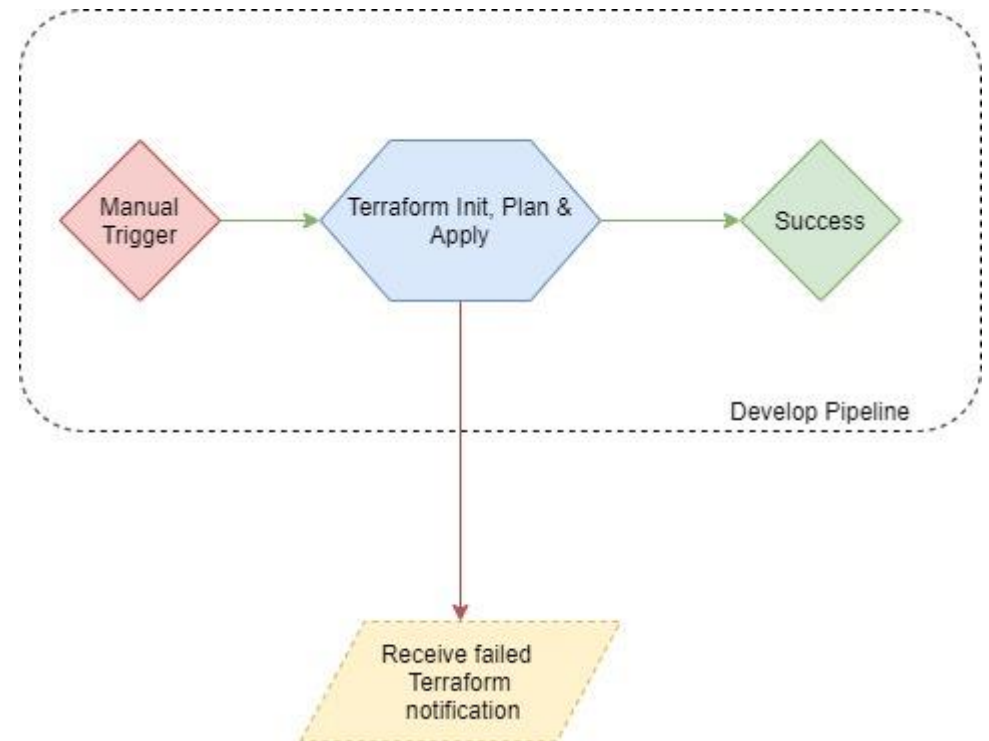 Manual
Trigger
Terraform Init, Plan &
Apply
Success
Develop Pipeline
Receive failed
Terraform
notification